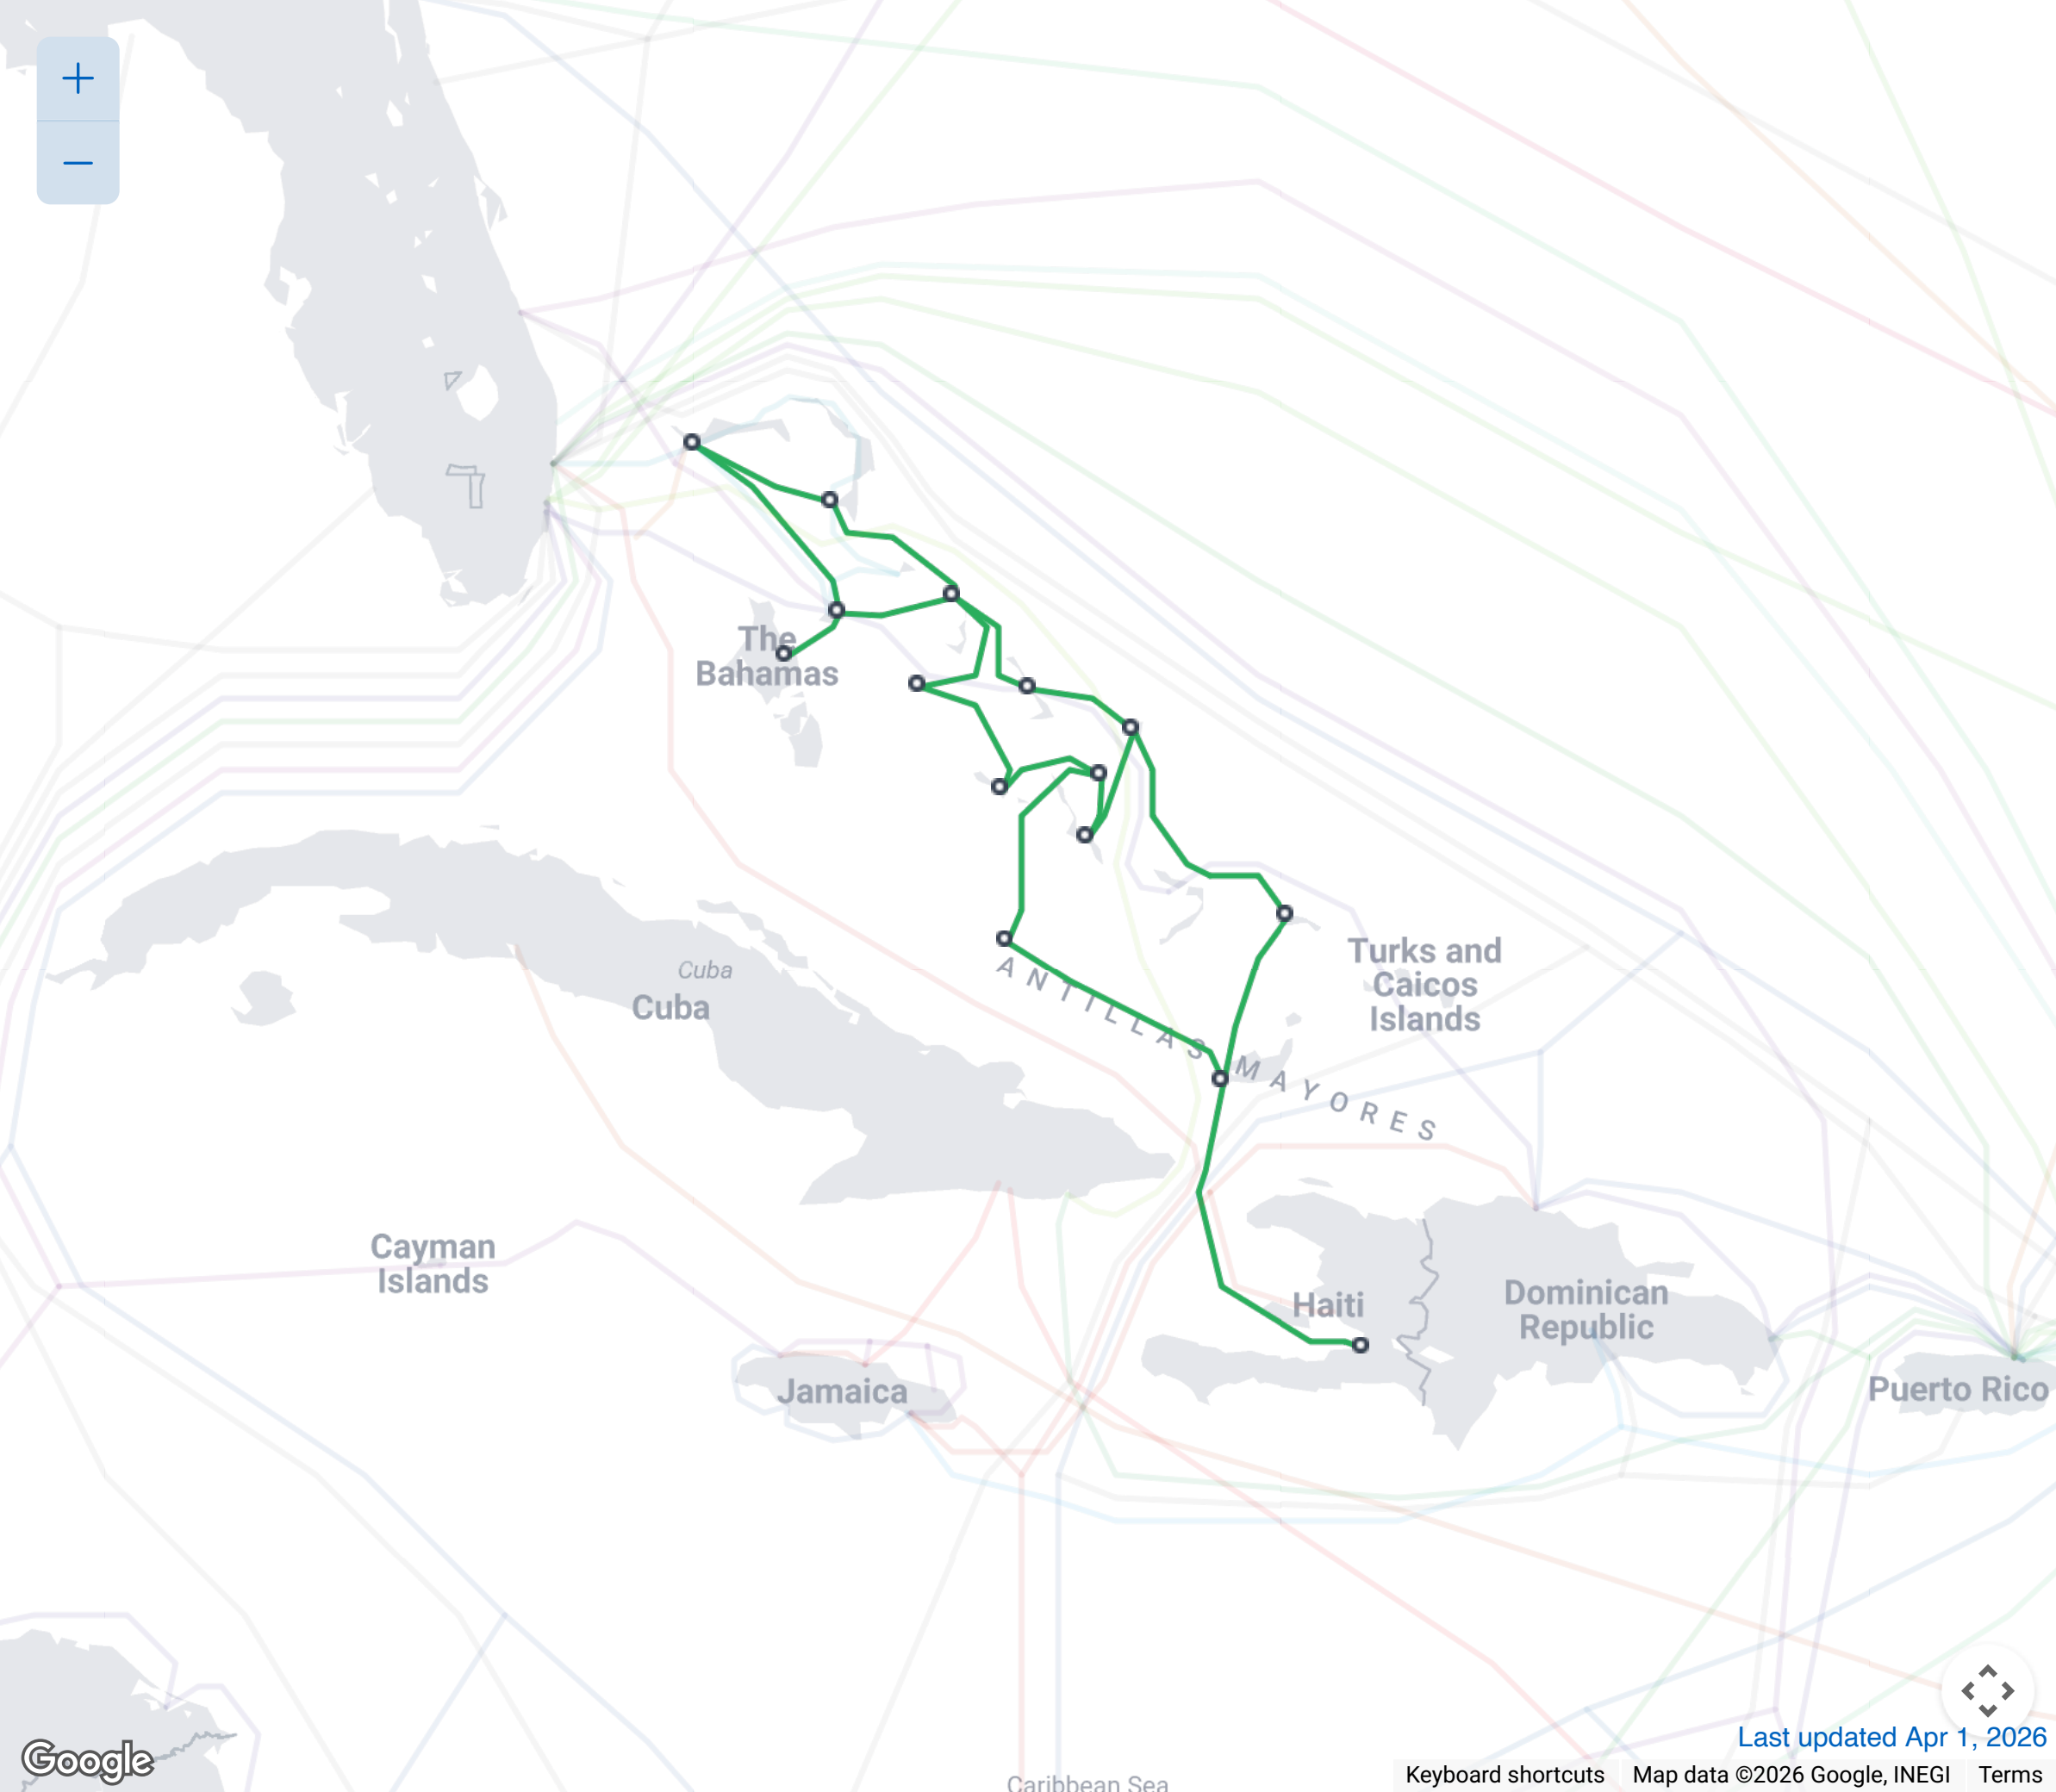 +
−
The
Bahamas
Cuba
Cuba
Turks and
Caicos
Islands
ANTILLAS MAYORES
Cayman
Islands
Haiti
Dominican
Republic
Jamaica
Puerto Rico
Caribbean Sea
Google
Last updated Apr 1, 2026
Keyboard shortcuts
Map data ©2026 Google, INEGI
Terms